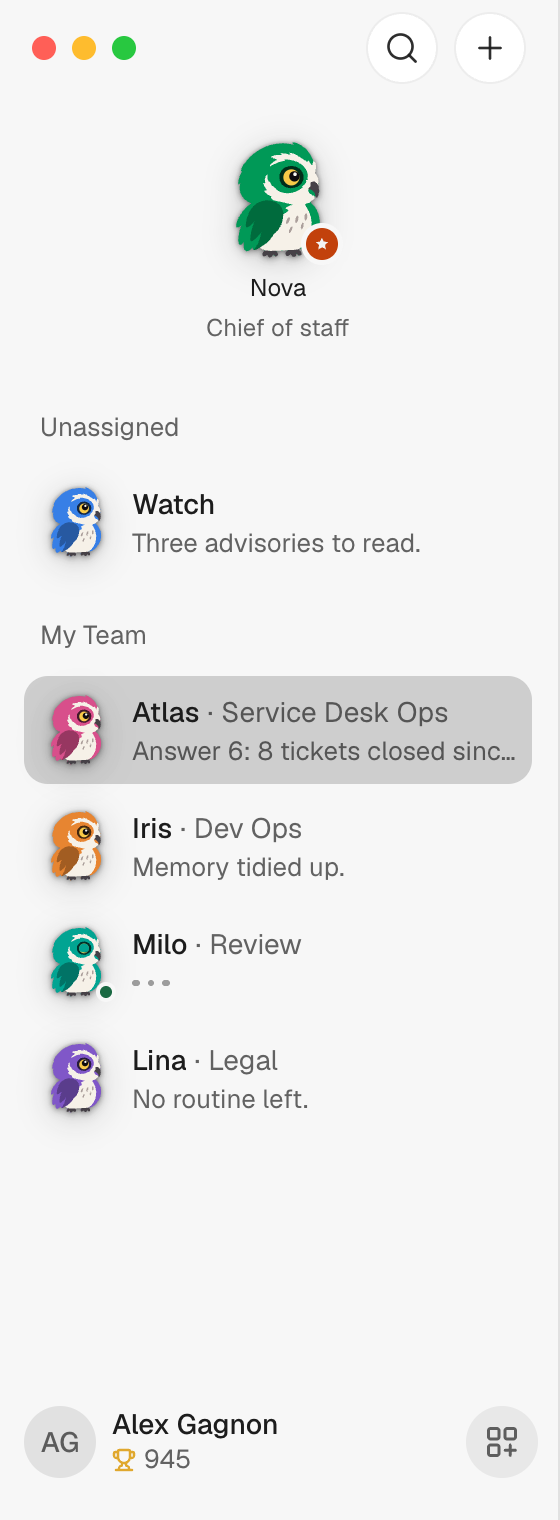 Nova
Chief of staff
Unassigned
Watch
Three advisories to read.
My Team
Atlas · Service Desk Ops
Answer 6: 8 tickets closed sinc…
Iris · Dev Ops
Memory tidied up.
Milo · Review
Lina · Legal
No routine left.
AG
Alex Gagnon
945